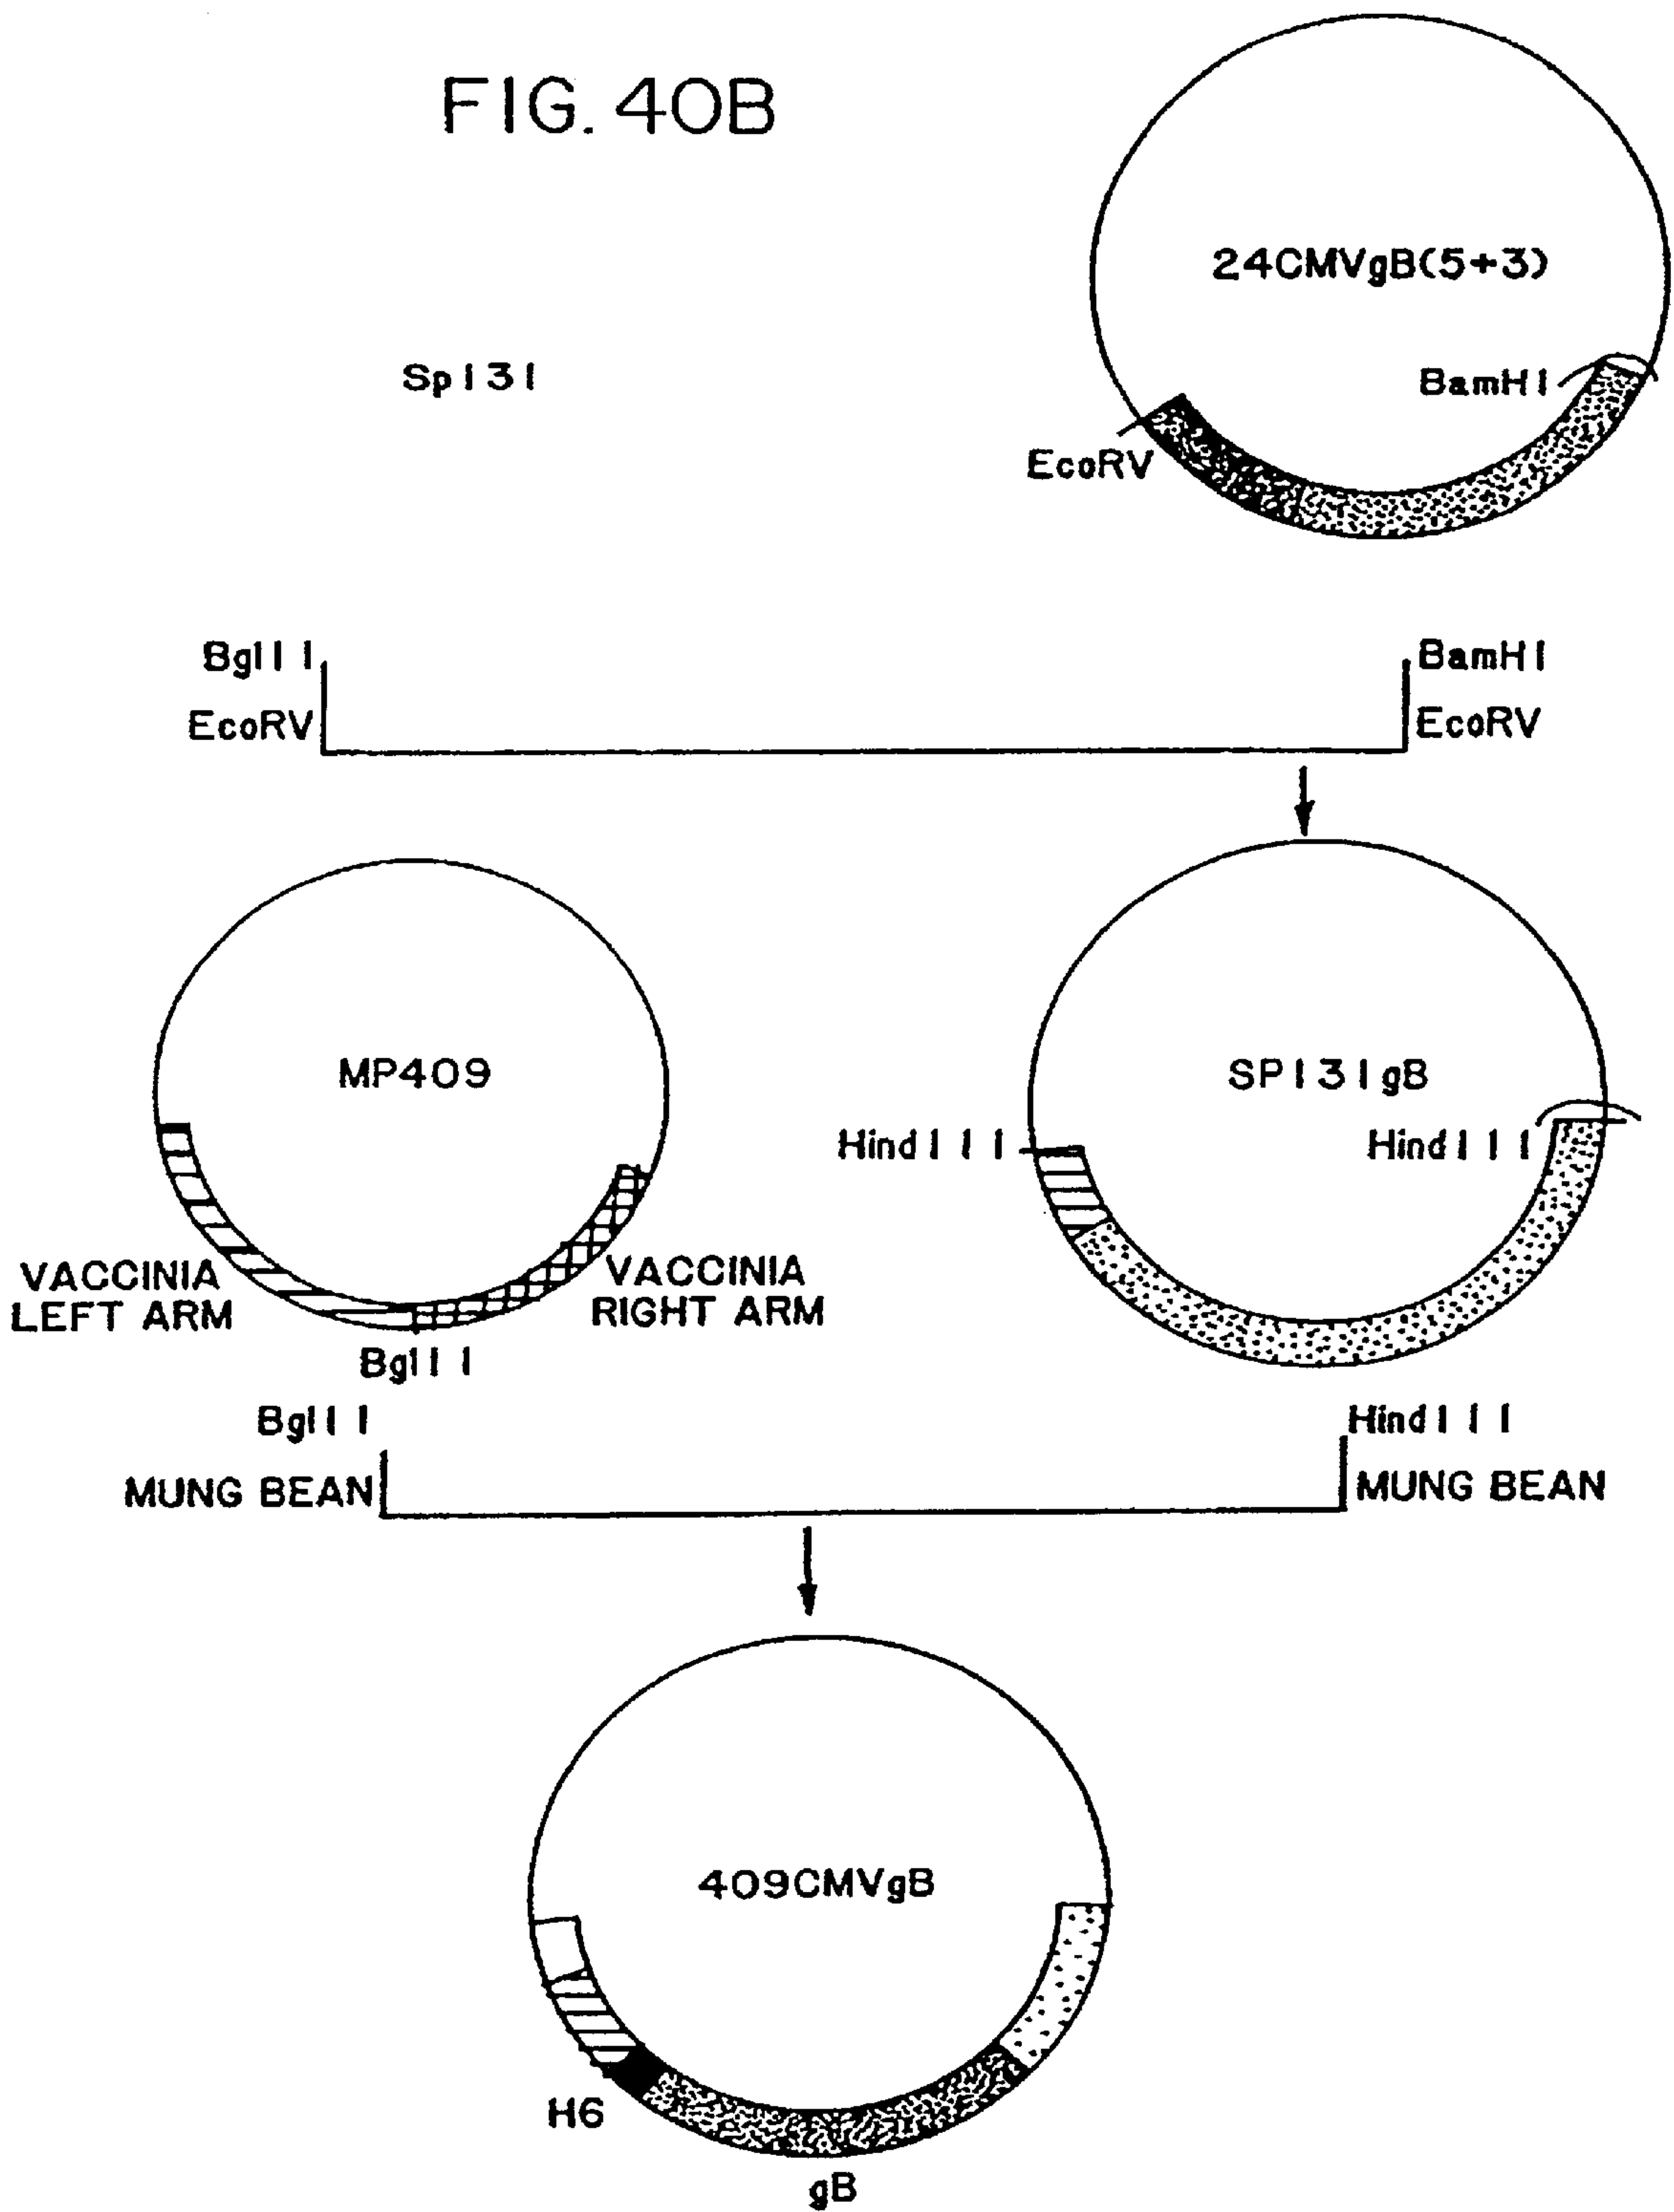 FIG. 40B
24CMVgB(5+3)
Sp131
BamHI
EcoRV
BglII
EcoRV
BamHI
EcoRV
MP409
SP131gB
HindIII
HindIII
VACCINIA
LEFT ARM
VACCINIA
RIGHT ARM
BglII
BglII
MUNG BEAN
HindIII
MUNG BEAN
409CMVgB
H6
gB